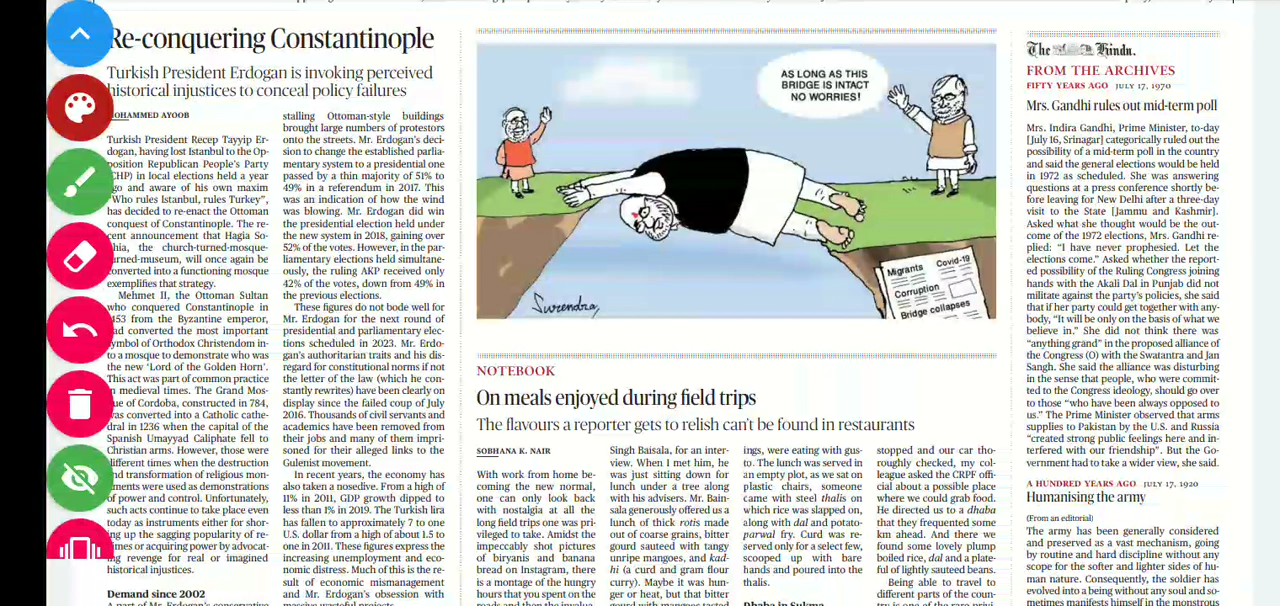 Re-conquering Constantinople
Turkish President Erdogan is invoking perceived
historical injustices to conceal policy failures
MOHAMMED AYOOB
Turkish President Recep Tayyip Er-
dogan, having lost Istanbul to the Op-
position Republican People's Party
(CHP) in local elections held a year
ago and aware of his own maxim
"Who rules Istanbul, rules Turkey",
has decided to re-enact the Ottoman
conquest of Constantinople. The re-
cent announcement that Hagia So-
phia, the church-turned-mosque-
turned-museum, will once again be
converted into a functioning mosque
exemplifies that strategy.
Mehmet II, the Ottoman Sultan
who conquered Constantinople in
1453 from the Byzantine emperor,
had converted the most important
symbol of Orthodox Christendom in-
to a mosque to demonstrate who was
the new 'Lord of the Golden Horn'.
This act was part of common practice
in medieval times. The Grand Mos-
que of Cordoba, constructed in 784,
was converted into a Catholic cathe-
dral in 1236 when the capital of the
Spanish Umayyad Caliphate fell to
Christian arms. However, those were
different times when the destruction
and transformation of religious mon-
uments were used as demonstrations
of power and control. Unfortunately,
such acts continue to take place even
today as instruments either for shor-
ing up the sagging popularity of re-
gimes or acquiring power by advocat-
ing revenge for real or imagined
historical injustices.
Demand since 2002
A part of Mr. Erdogan's conservative
stalling Ottoman-style buildings
brought large numbers of protestors
onto the streets. Mr. Erdogan's deci-
sion to change the established parlia-
mentary system to a presidential one
passed by a thin majority of 51% to
49% in a referendum in 2017. This
was an indication of how the wind
was blowing. Mr. Erdogan did win
the presidential election held under
the new system in 2018, gaining over
52% of the votes. However, in the par-
liamentary elections held simultane-
ously, the ruling AKP received only
42% of the votes, down from 49% in
the previous elections.
These figures do not bode well for
Mr. Erdogan for the next round of
presidential and parliamentary elec-
tions scheduled in 2023. Mr. Erdo-
gan's authoritarian traits and his dis-
regard for constitutional norms if not
the letter of the law (which he con-
stantly rewrites) have been clearly on
display since the failed coup of July
2016. Thousands of civil servants and
academics have been removed from
their jobs and many of them impri-
soned for their alleged links to the
Gulenist movement.
In recent years, the economy has
also taken a nosedive. From a high of
11% in 2011, GDP growth dipped to
less than 1% in 2019. The Turkish lira
has fallen to approximately 7 to one
U.S. dollar from a high of about 1.5 to
one in 2011. These figures express the
increasing unemployment and eco-
nomic distress. Much of this is the re-
sult of economic mismanagement
and Mr. Erdogan's obsession with
massive wasteful projects
AS LONG AS THIS
BRIDGE IS INTACT
NO WORRIES!
Migrants
Covid-19
Corruption
Bridge collapses
Surendra
NOTEBOOK
On meals enjoyed during field trips
The flavours a reporter gets to relish can't be found in restaurants
SOBHANA K. NAIR
With work from home be-
coming the new normal,
one can only look back
with nostalgia at all the
long field trips one was pri-
vileged to take. Amidst the
impeccably shot pictures
of biryanis and banana
bread on Instagram, there
is a montage of the hungry
hours that you spent on the
roads and then the
Singh Baisala, for an inter-
view. When I met him, he
was just sitting down for
lunch under a tree along
with his advisers. Mr. Bain-
sala generously offered us a
lunch of thick rotis made
out of coarse grains, bitter
gourd sauteed with tangy
unripe mangoes, and kad-
hi (a curd and gram flour
curry). Maybe it was hun-
ger or heat, but that bitter
gourd with mangoes tasted
ings, were eating with gus-
to. The lunch was served in
an empty plot, as we sat on
plastic chairs, someone
came with steel thalis on
which rice was slapped on,
along with dal and potato-
parwal fry. Curd was re-
served only for a select few,
scooped up with bare
hands and poured into the
thalis.
Dhaba in Sukma
stopped and our car tho-
roughly checked, my col-
league asked the CRPF offi-
cial about a possible place
where we could grab food.
He directed us to a dhaba
that they frequented some
km ahead. And there we
found some lovely plump
boiled rice, dal and a plate-
ful of lightly sauteed beans.
Being able to travel to
different parts of the coun-
try is one of the rare privi-
The Hindu.
FROM THE ARCHIVES
FIFTY YEARS AGO JULY 17, 1970
Mrs. Gandhi rules out mid-term poll
Mrs. Indira Gandhi, Prime Minister, to-day
[July 16, Srinagar] categorically ruled out the
possibility of a mid-term poll in the country
and said the general elections would be held
in 1972 as scheduled. She was answering
questions at a press conference shortly be-
fore leaving for New Delhi after a three-day
visit to the State [Jammu and Kashmir].
Asked what she thought would be the out-
come of the 1972 elections, Mrs. Gandhi re-
plied: "I have never prophesied. Let the
elections come." Asked whether the report-
ed possibility of the Ruling Congress joining
hands with the Akali Dal in Punjab did not
militate against the party's policies, she said
that if her party could get together with any-
body, "It will be only on the basis of what we
believe in." She did not think there was
"anything grand" in the proposed alliance of
the Congress (O) with the Swatantra and Jan
Sangh. She said the alliance was disturbing
in the sense that people, who were commit-
ted to the Congress ideology, should go over
to those "who have been always opposed to
us." The Prime Minister observed that arms
supplies to Pakistan by the U.S. and Russia
"created strong public feelings here and in-
terfered with our friendship". But the Go-
vernment had to take a wider view, she said.
A HUNDRED YEARS AGO JULY 17, 1920
Humanising the army
(From an editorial)
The army has been generally considered
and preserved as a vast mechanism, going
by routine and hard discipline without any
scope for the softer and lighter sides of hu-
man nature. Consequently, the soldier has
evolved into a being without any soul and so-
metimes manifests himself in the monstrous